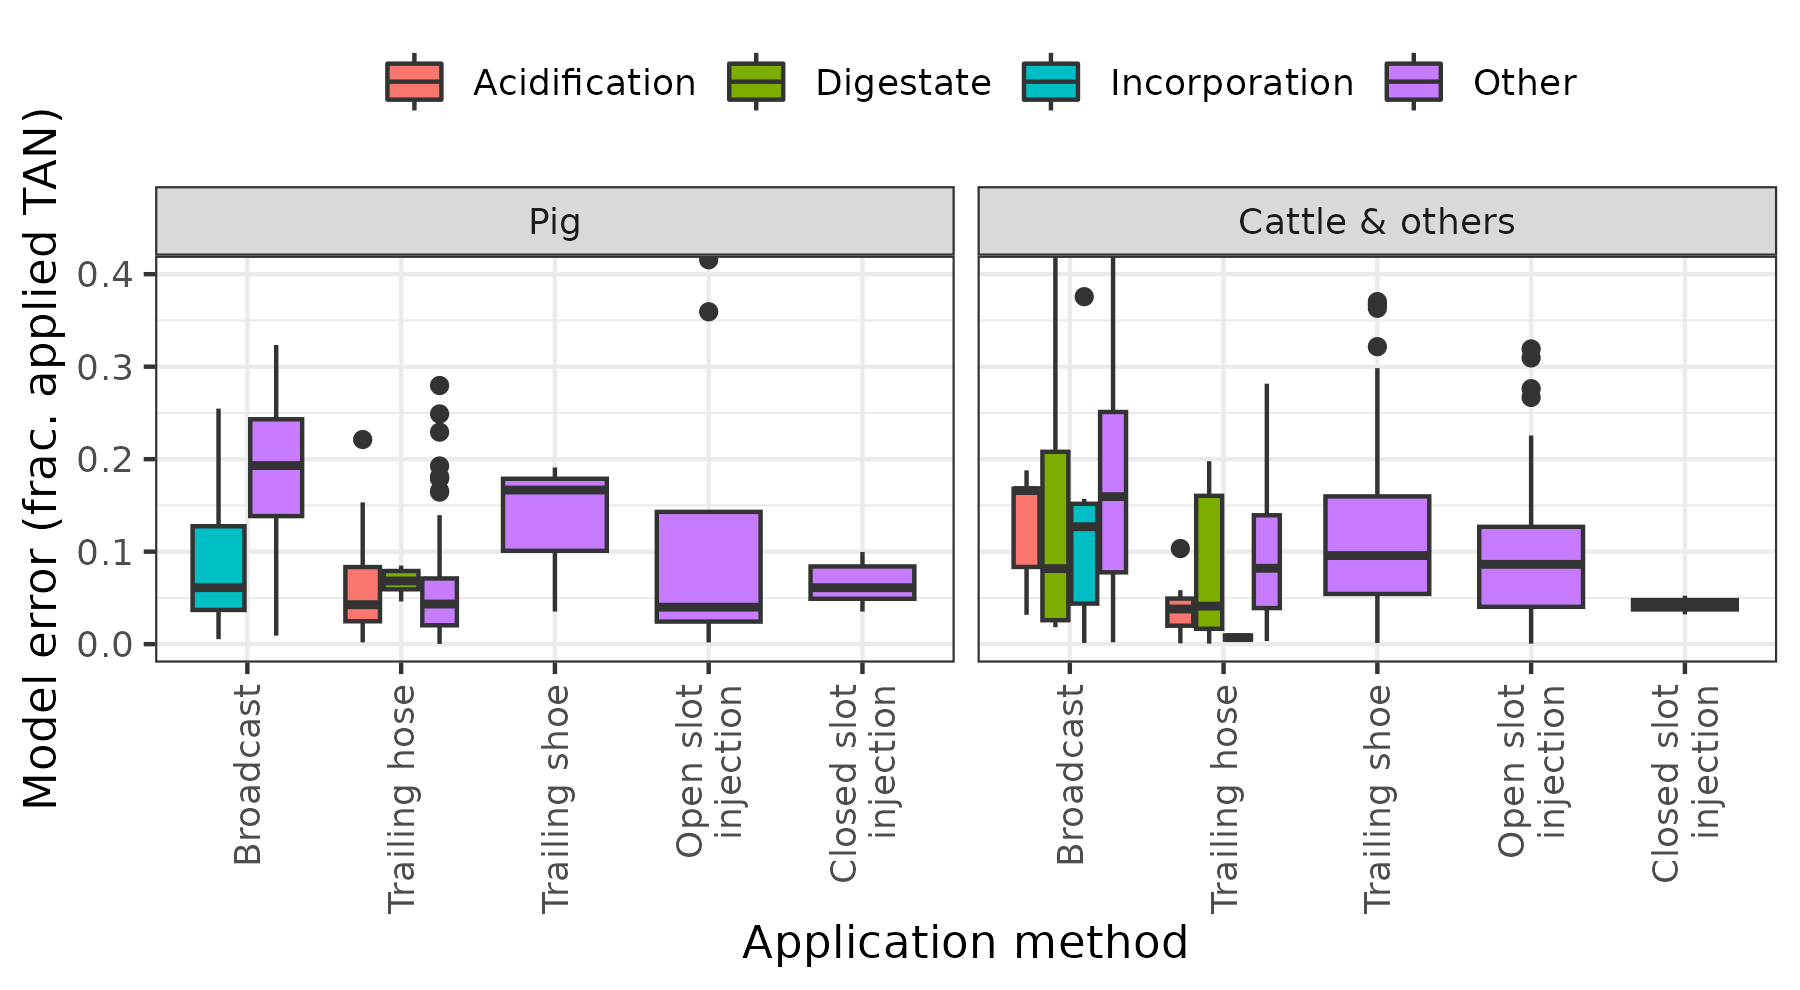 Acidification Digestate Incorporation Other
Model error (frac. applied TAN)
Pig
Cattle & others
0.4
0.3
0.2
0.1
0.0
Broadcast
Trailing hose
Trailing shoe
Open slot
injection
Closed slot
injection
Broadcast
Trailing hose
Trailing shoe
Open slot
injection
Closed slot
injection
Application method